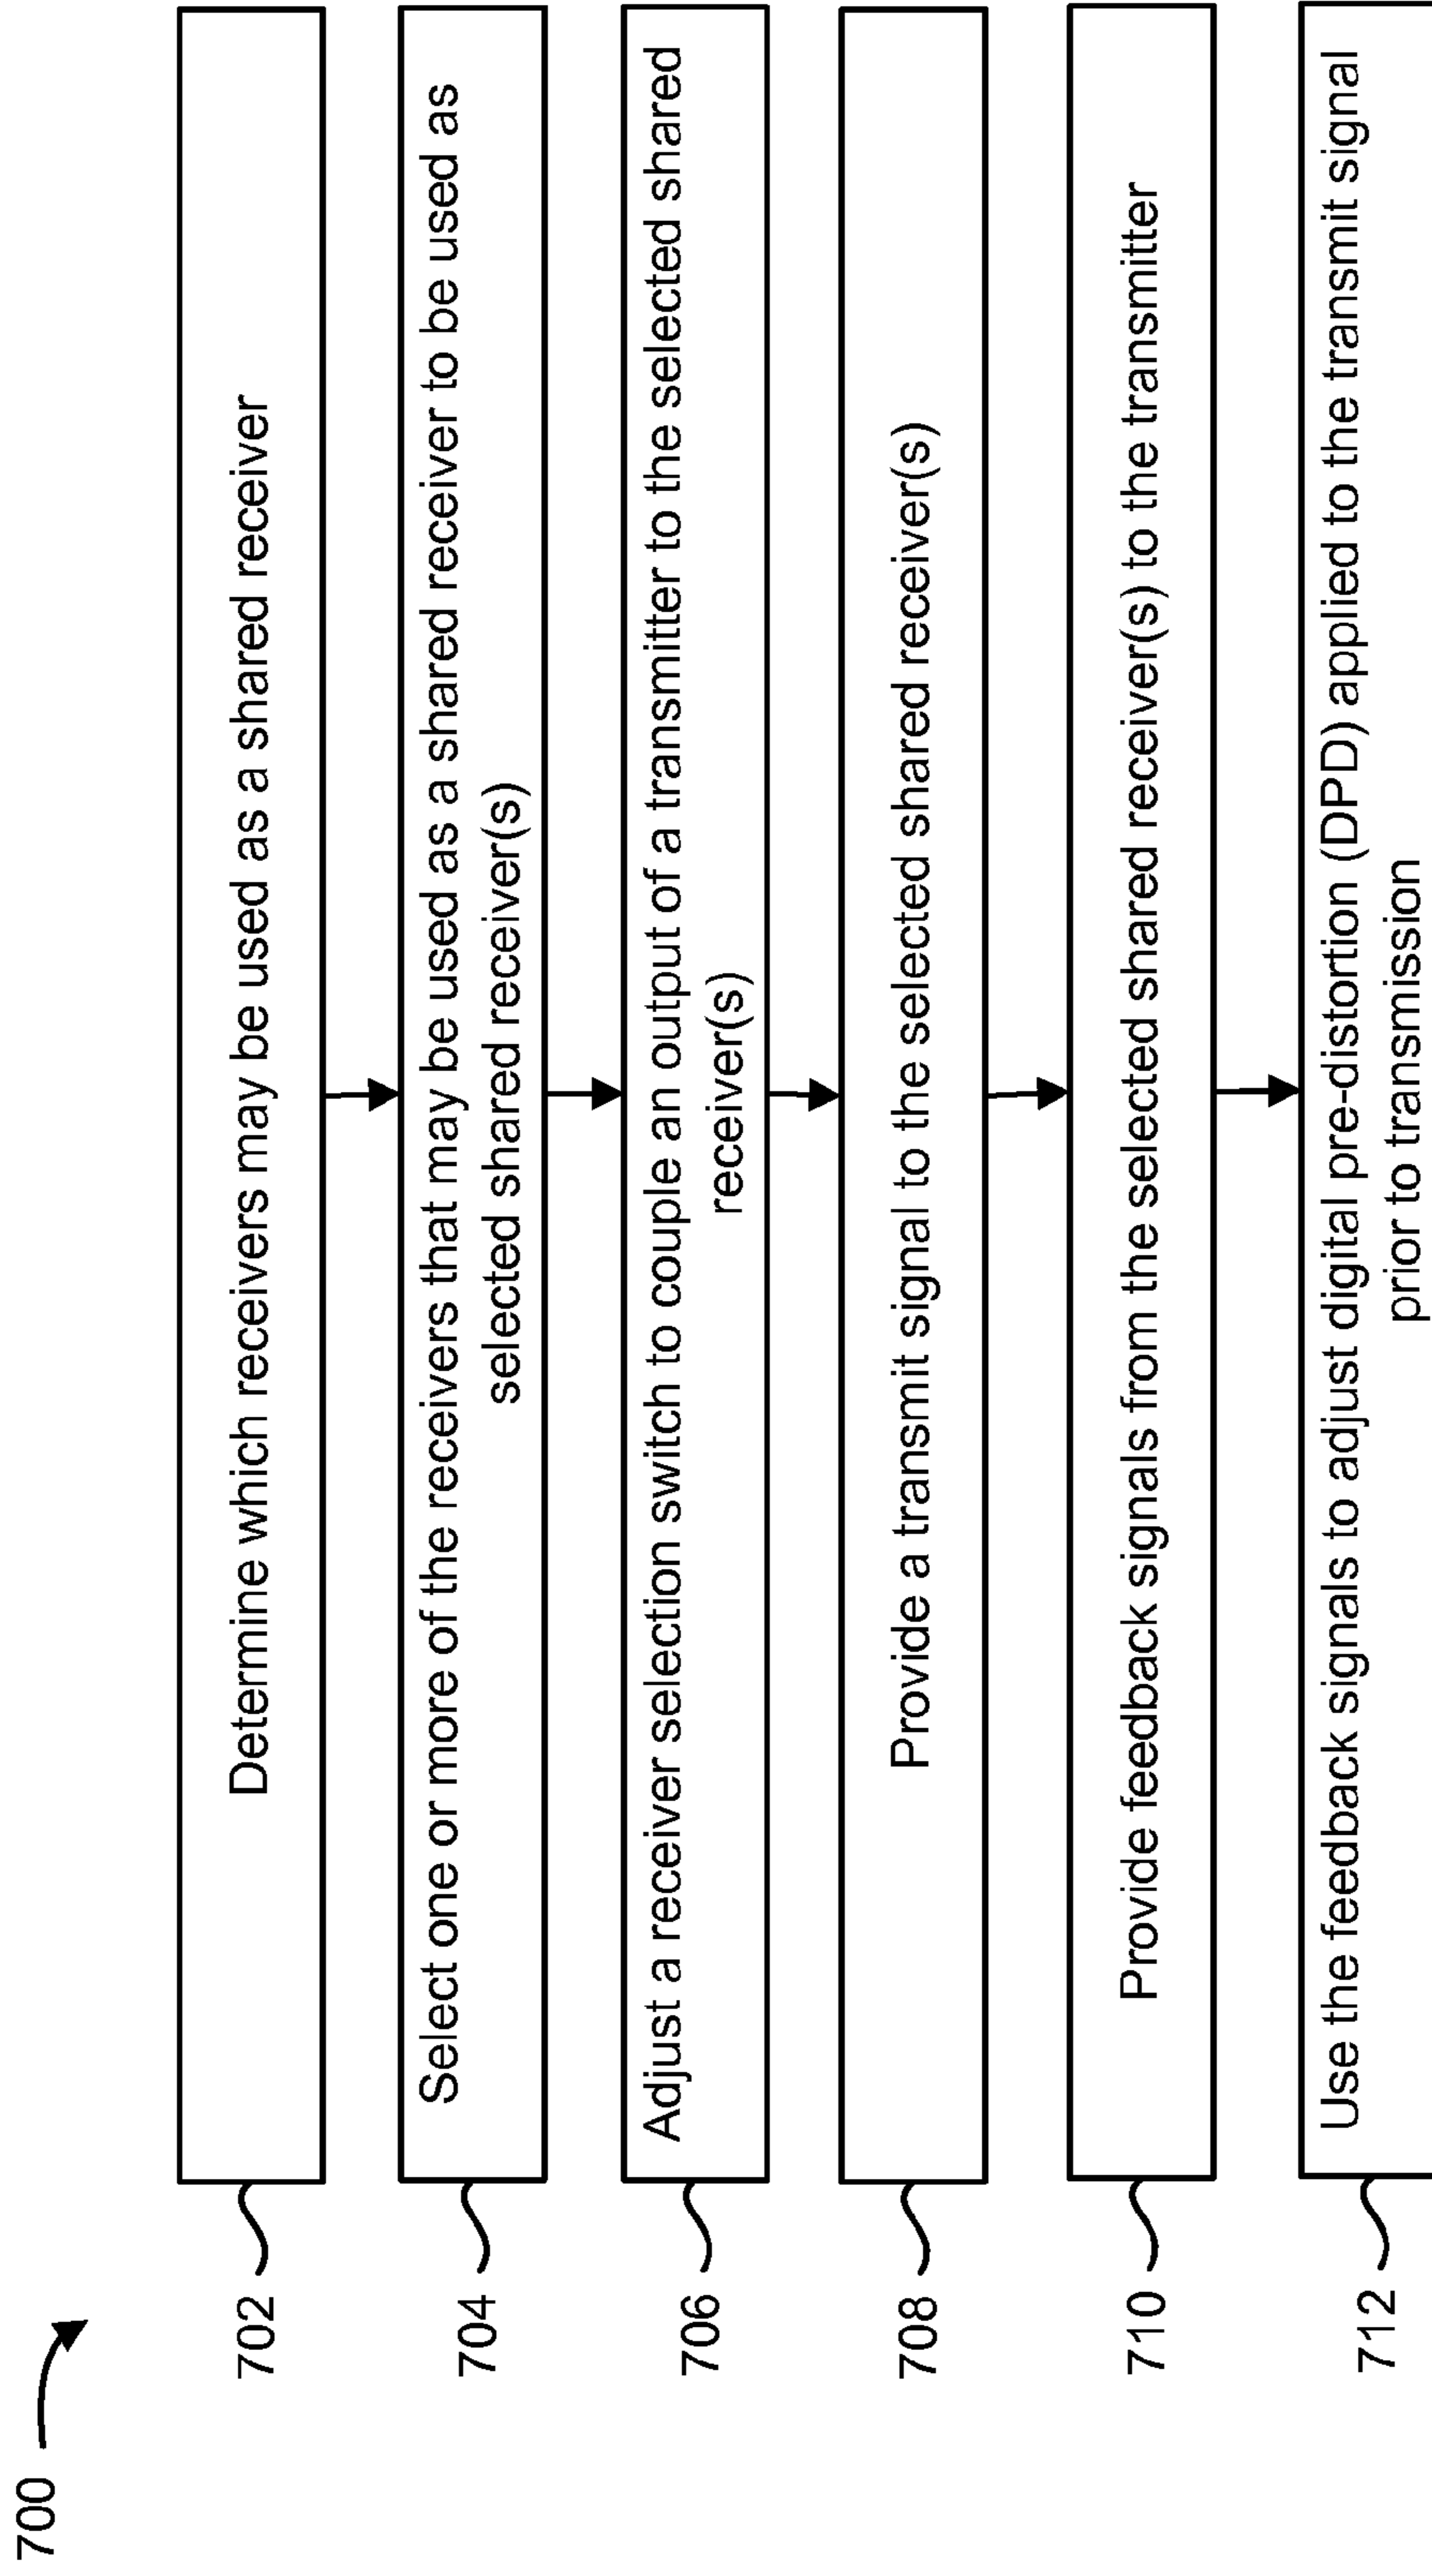 700
702
Determine which receivers may be used as a shared receiver
704
Select one or more of the receivers that may be used as a shared receiver to be used as
selected shared receiver(s)
706
Adjust a receiver selection switch to couple an output of a transmitter to the selected shared
receiver(s)
708
Provide a transmit signal to the selected shared receiver(s)
710
Provide feedback signals from the selected shared receiver(s) to the transmitter
712
Use the feedback signals to adjust digital pre-distortion (DPD) applied to the transmit signal
prior to transmission